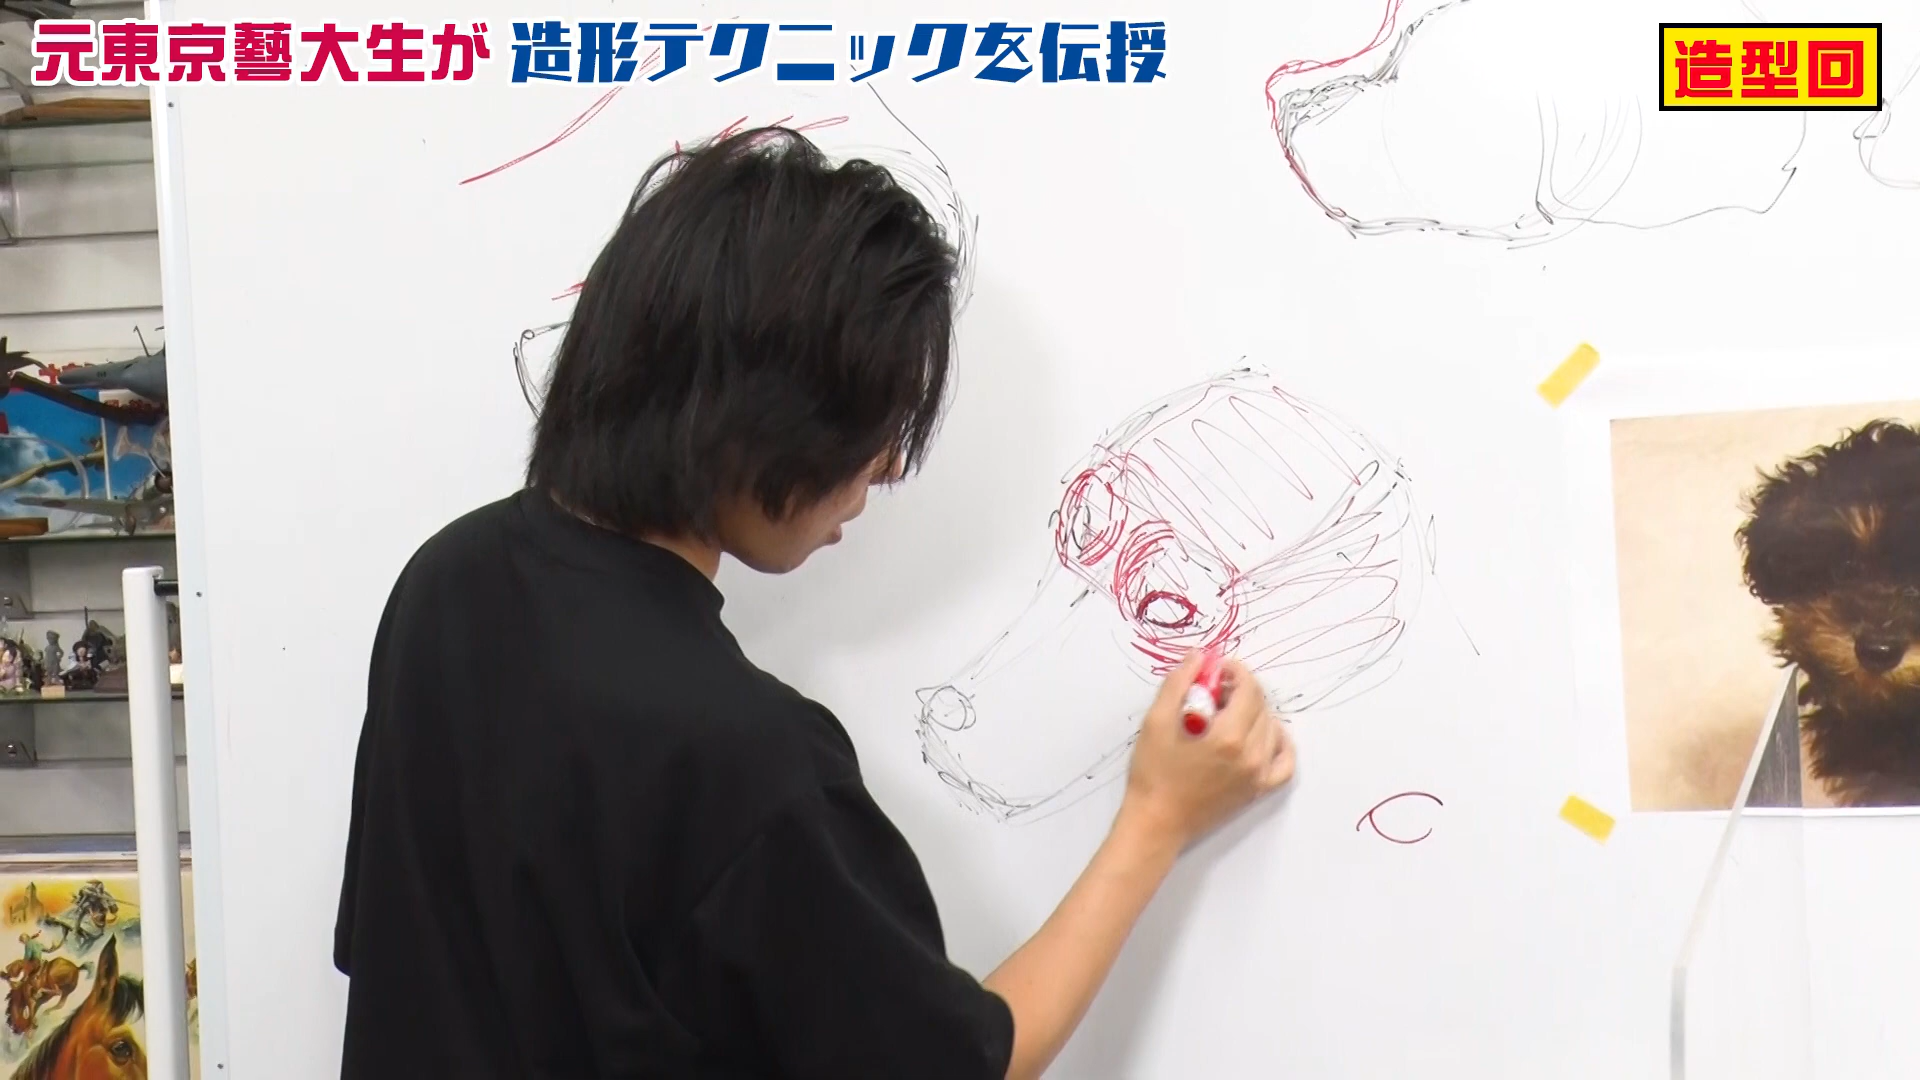 元東京藝大生が 造形テクニックを伝授
造型回